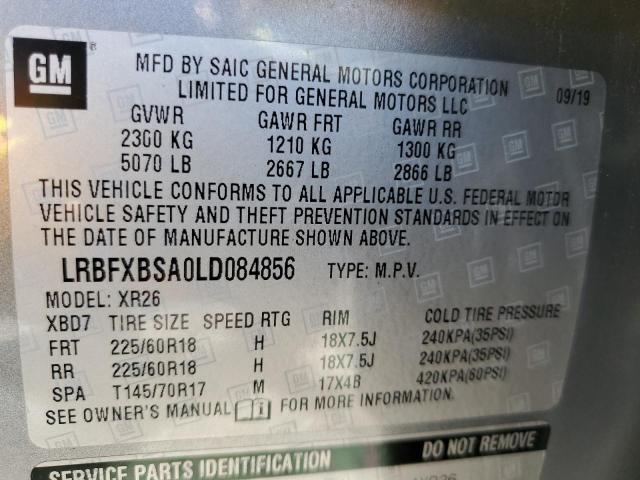 GM
MFD BY SAIC GENERAL MOTORS CORPORATION
LIMITED FOR GENERAL MOTORS LLC 09/19
GVWR GAWR FRT GAWR RR
2300 KG 1210 KG 1300 KG
5070 LB 2667 LB 2866 LB
THIS VEHICLE CONFORMS TO ALL APPLICABLE U.S. FEDERAL MOTOR
VEHICLE SAFETY AND THEFT PREVENTION STANDARDS IN EFFECT ON
THE DATE OF MANUFACTURE SHOWN ABOVE.
LRBFXBSA0LD084856 TYPE: M.P.V.
MODEL: XR26
XBD7 TIRE SIZE SPEED RTG RIM COLD TIRE PRESSURE
FRT 225/60R18 H 18X7.5J 240KPA(35PSI)
RR 225/60R18 H 18X7.5J 240KPA(35PSI)
SPA T145/70R17 M 17X4B 420KPA(60PSI)
SEE OWNER'S MANUAL FOR MORE INFORMATION.
DO NOT REMOVE
SERVICE PARTS IDENTIFICATION